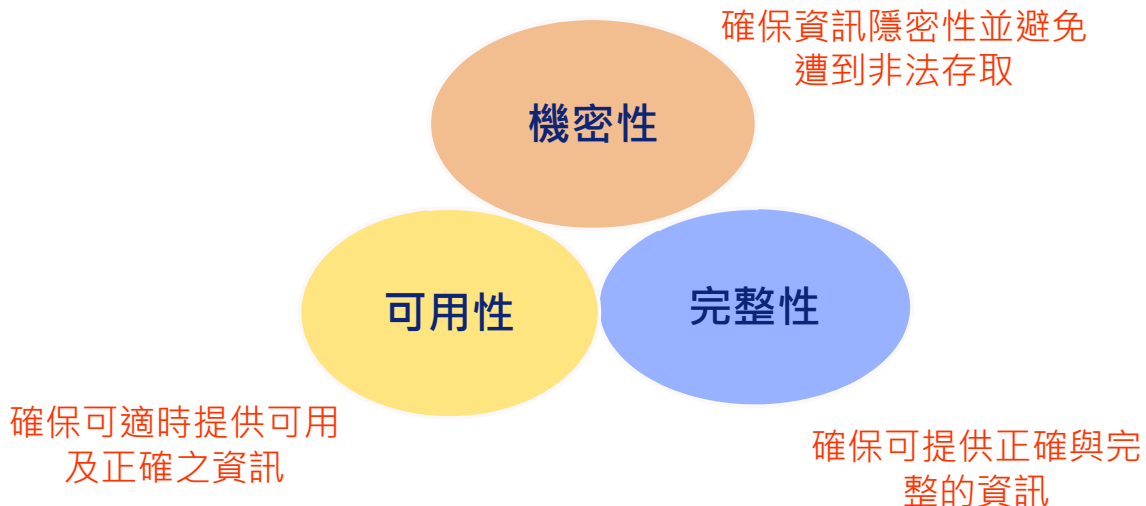 確保資訊隱密性並避免
遭到非法存取
機密性
可用性
完整性
確保可適時提供可用
及正確之資訊
確保可提供正確與完
整的資訊